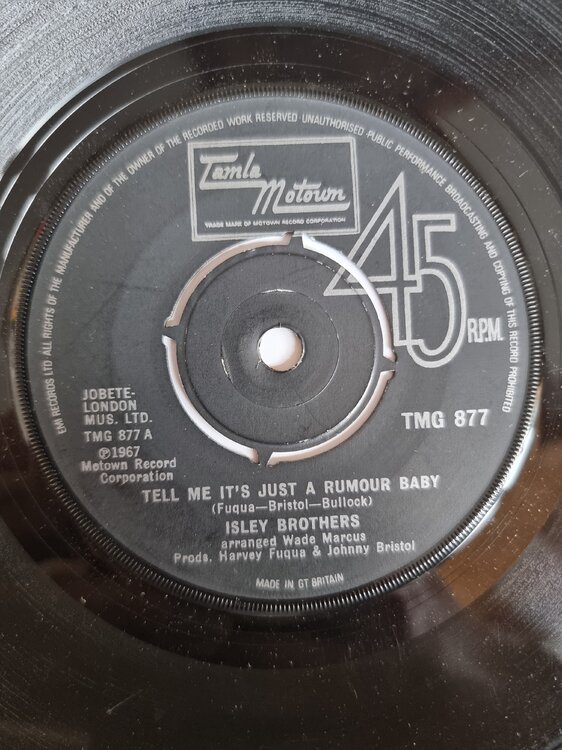 EMI RECORDS LTD ALL RIGHTS OF THE MANUFACTURER AND OF THE OWNER OF THE RECORDED WORK RESERVED UNAUTHORISED PUBLIC PERFORMANCE BROADCASTING AND COPYING OF THIS RECORD PROHIBITED
Tamla
Motown
TRADE MARK OF MOTOWN RECORD CORPORATION
45
R.P.M.
JOBETE-
LONDON
MUS. LTD.
TMG 877 A
℗1967
Motown Record
Corporation
TMG 877
TELL ME IT'S JUST A RUMOUR BABY
(Fuqua—Bristol—Bullock)
ISLEY BROTHERS
arranged Wade Marcus
Prods. Harvey Fuqua & Johnny Bristol
MADE IN GT BRITAIN